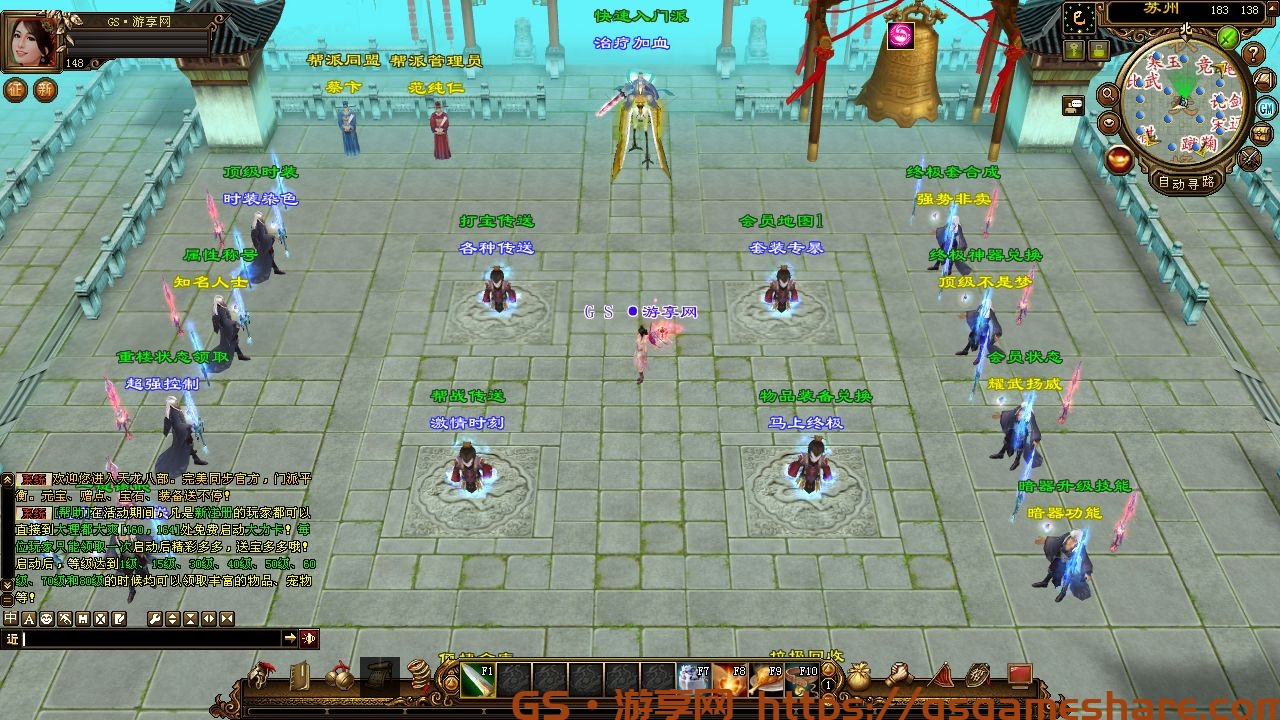 GS·游享网
148
征 新
苏州 183 138
北
自动寻路
GM
快速入门派
治疗加血
帮派同盟 帮派管理员
蔡卞 范纯仁
顶级时装
时装染色
终极套合成
强势非卖
打宝传送
各种传送
会员地图1
套装专暴
属性称号
知名人士
终极神器兑换
顶级不是梦
GS●游享网
重楼状态领取
超强控制
会员状态
耀武扬威
帮战传送
激情时刻
物品装备兑换
马上终极
暗器升级技能
暗器功能
系统 欢迎您进入天龙八部。完美同步官方，门派平
衡。元宝、赠点、宝石、装备送不停！
系统 [帮助]在活动期间，凡是新注册的玩家都可以
直接到大理郡大爽[160，154]处免费启动大力卡！每
位玩家只能领取一次启动后精彩多多，送宝多多哦！
启动后，等级达到1级、15级、30级、40级、50级、60
级、70级和80级的时候均可以领取丰富的物品、宠物
等！
中 A
近
F1 F7 F8 F9 F10
1
GS·游享网 https://gsgameshare.com